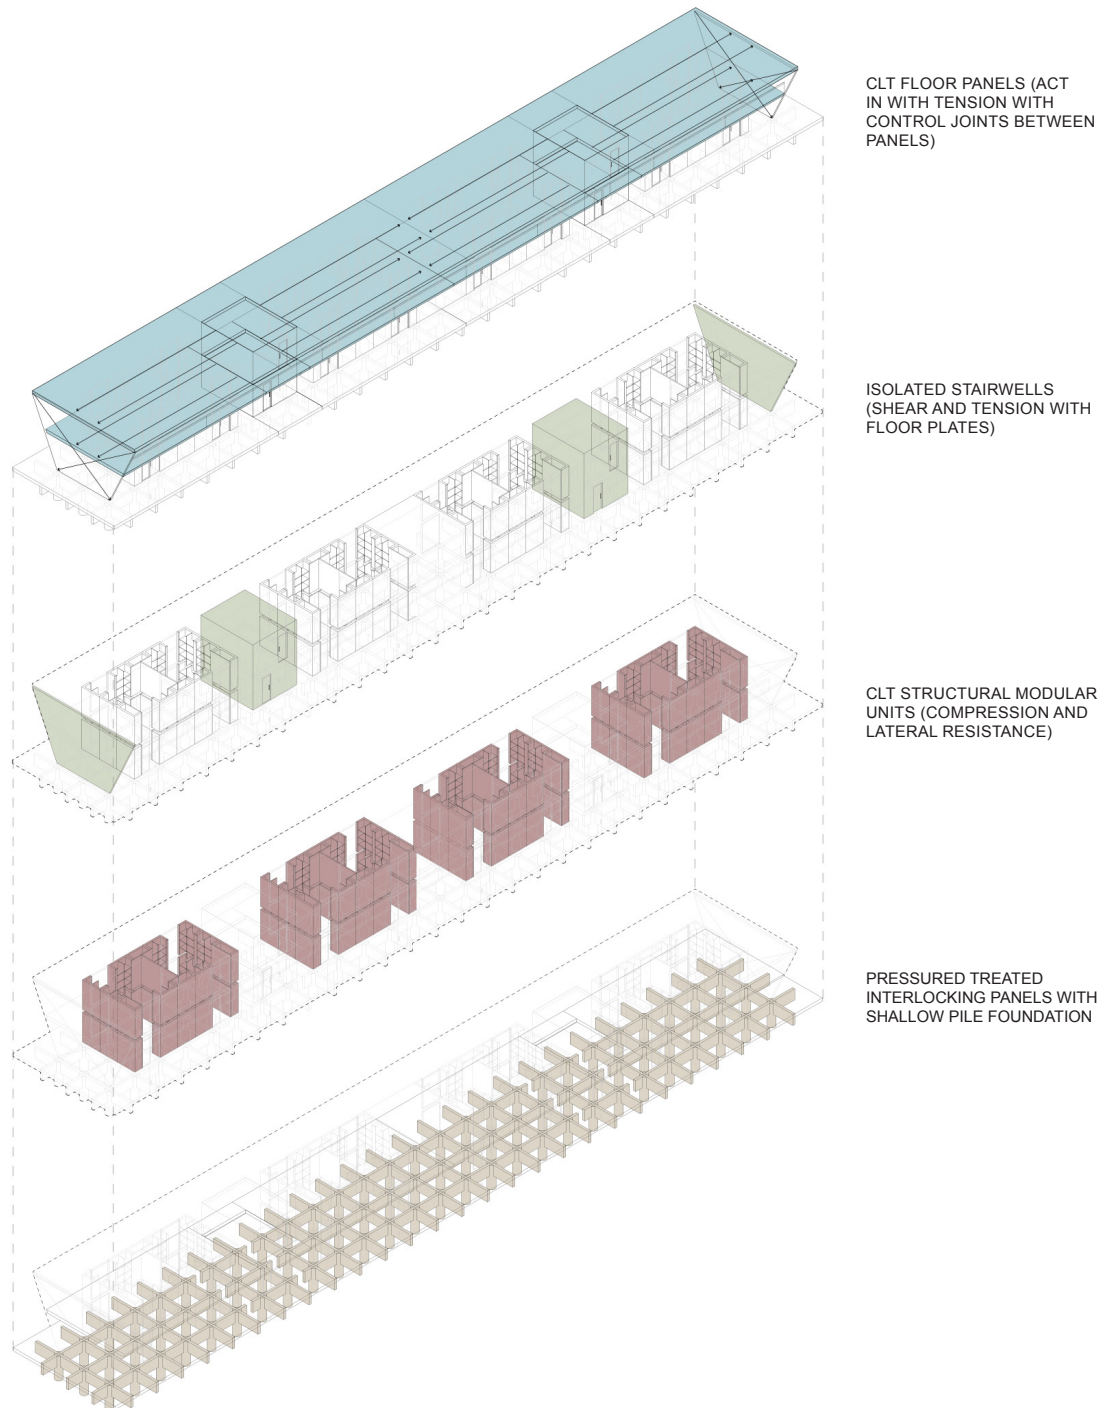 CLT FLOOR PANELS (ACT
IN WITH TENSION WITH
CONTROL JOINTS BETWEEN
PANELS)
ISOLATED STAIRWELLS
(SHEAR AND TENSION WITH
FLOOR PLATES)
CLT STRUCTURAL MODULAR
UNITS (COMPRESSION AND
LATERAL RESISTANCE)
PRESSURED TREATED
INTERLOCKING PANELS WITH
SHALLOW PILE FOUNDATION